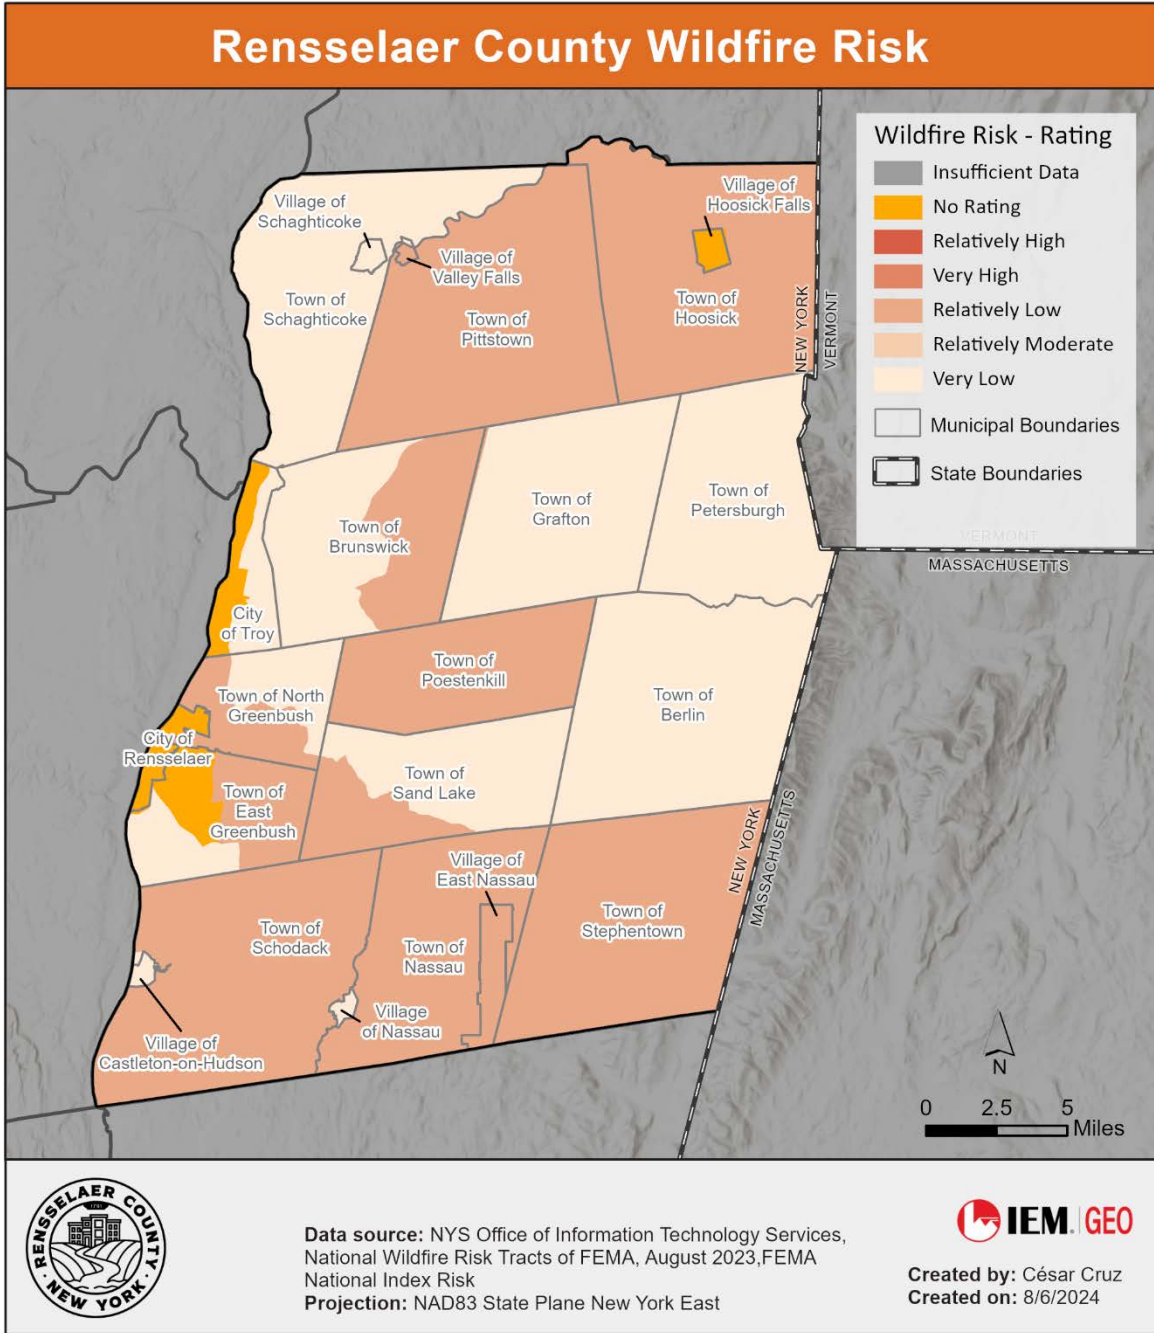 Rensselaer County Wildfire Risk
Wildfire Risk - Rating
Insufficient Data
No Rating
Relatively High
Very High
Relatively Low
Relatively Moderate
Very Low
Municipal Boundaries
State Boundaries
Village of
Schaghticoke
Village of
Valley Falls
Village of
Hoosick Falls
Town of
Schaghticoke
Town of
Pittstown
Town of
Hoosick
NEW YORK
VERMONT
VERMONT
MASSACHUSETTS
Town of
Brunswick
Town of
Grafton
Town of
Petersburgh
City
of Troy
Town of North
Greenbush
Town of
Poestenkill
Town of
Berlin
City of
Rensselaer
Town of
East
Greenbush
Town of
Sand Lake
NEW YORK
MASSACHUSETTS
Village of
East Nassau
Town of
Schodack
Town of
Nassau
Town of
Stephentown
Village of
Castleton-on-Hudson
Village
of Nassau
N
0 2.5 5
Miles
RENSSELAER COUNTY
1791
NEW YORK
Data source: NYS Office of Information Technology Services,
National Wildfire Risk Tracts of FEMA, August 2023,FEMA
National Index Risk
Projection: NAD83 State Plane New York East
IEM. GEO
Created by: César Cruz
Created on: 8/6/2024